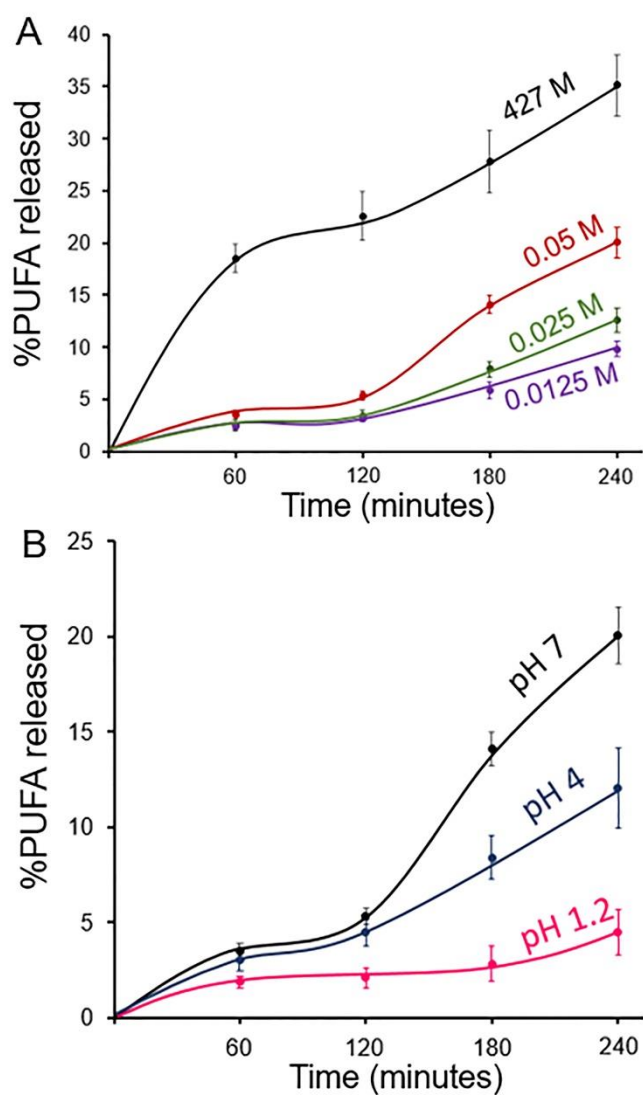 A
40
35
30
25
20
15
10
5
0
%PUFA released
427 M
0.05 M
0.025 M
0.0125 M
60 120 180 240
Time (minutes)
B
25
20
15
10
5
0
%PUFA released
pH 7
pH 4
pH 1.2
60 120 180 240
Time (minutes)